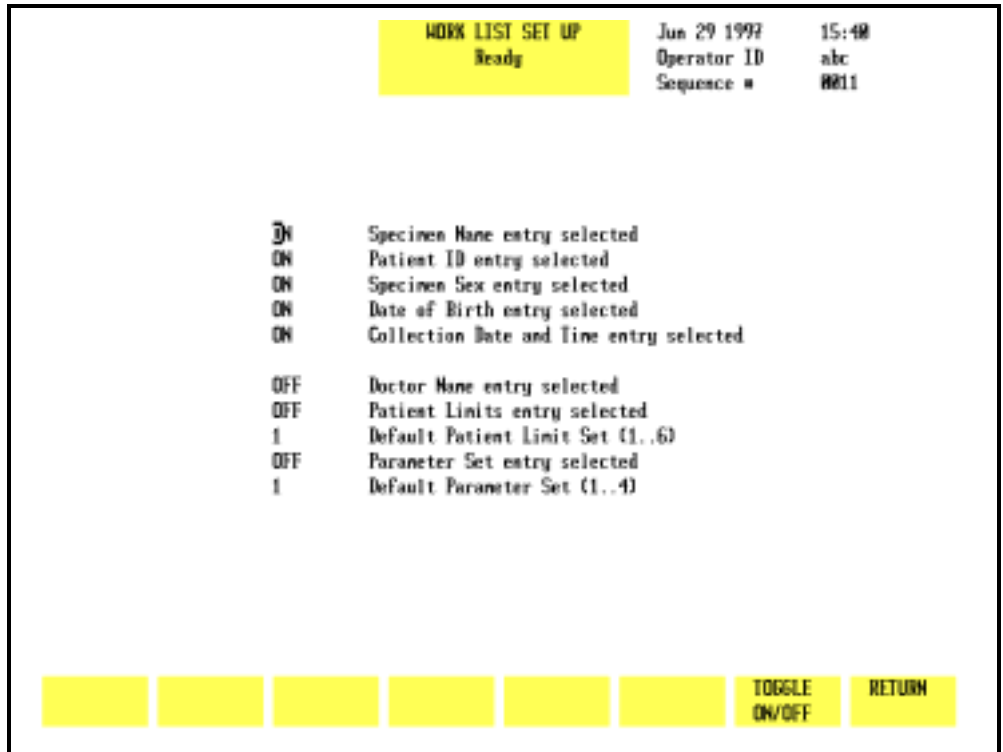 WORK LIST SET UP
Ready
Jun 29 1997 15:40
Operator ID abc
Sequence # 0011
ON Specimen Name entry selected
ON Patient ID entry selected
ON Specimen Sex entry selected
ON Date of Birth entry selected
ON Collection Date and Time entry selected
OFF Doctor Name entry selected
OFF Patient Limits entry selected
1 Default Patient Limit Set (1..6)
OFF Parameter Set entry selected
1 Default Parameter Set (1..4)
TOGGLE ON/OFF
RETURN